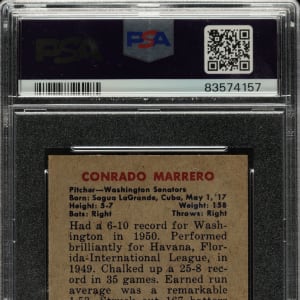 PSA
PSA
83574157
CONRADO MARRERO
Pitcher—Washington Senators
Born: Sagua LaGrande, Cuba, May 1, '17
Height: 5-7 Weight: 158
Bats: Right Throws: Right
Had a 6-10 record for Wash-
ington in 1950. Performed
brilliantly for Havana, Flor-
ida-International League, in
1949. Chalked up a 25-8 rec-
ord in 35 games. Earned run
average was a remarkable